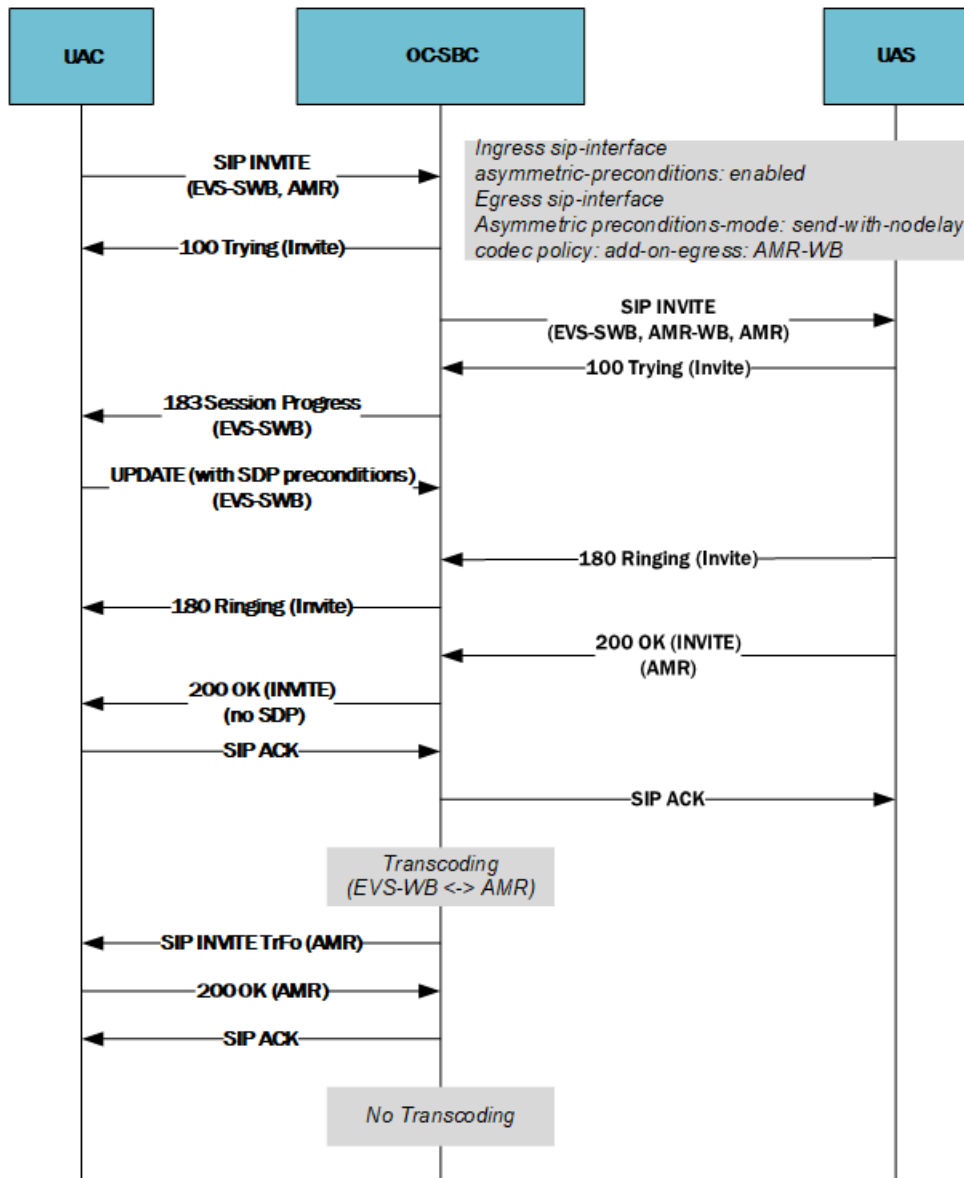 UAC
OC-SBC
UAS
SIP INVITE
(EVS-SWB, AMR)
Ingress sip-interface
asymmetric-preconditions: enabled
Egress sip-interface
Asymmetric preconditions-mode: send-with-nodelay
codec policy: add-on-egress: AMR-WB
100 Trying (Invite)
SIP INVITE
(EVS-SWB, AMR-WB, AMR)
100 Trying (Invite)
183 Session Progress
(EVS-SWB)
UPDATE (with SDP preconditions)
(EVS-SWB)
180 Ringing (Invite)
180 Ringing (Invite)
200 OK (INVITE)
(AMR)
200 OK (INVITE)
(no SDP)
SIP ACK
SIP ACK
Transcoding
(EVS-WB <-> AMR)
SIP INVITE TrFo (AMR)
200 OK (AMR)
SIP ACK
No Transcoding